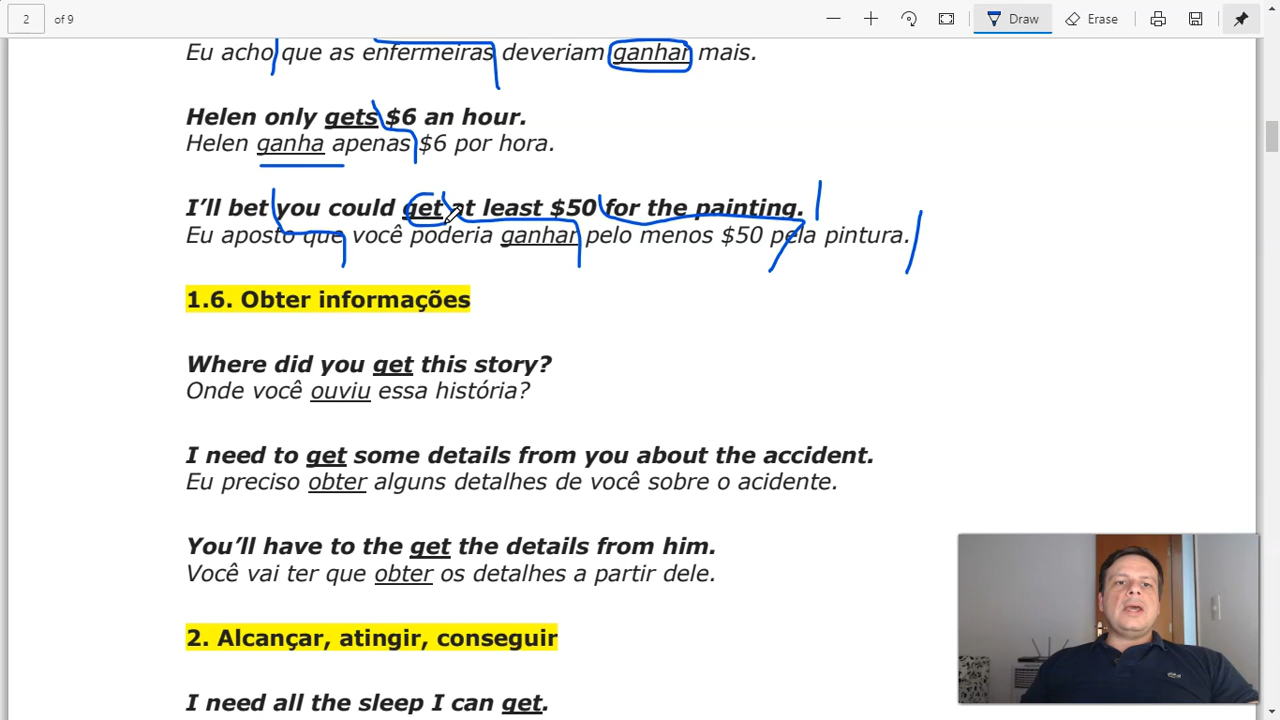 2 of 9 Draw Erase
Eu acho que as enfermeiras deveriam ganhar mais.
Helen only gets $6 an hour.
Helen ganha apenas $6 por hora.
I’ll bet you could get at least $50 for the painting.
Eu aposto que você poderia ganhar pelo menos $50 pela pintura.
1.6. Obter informações
Where did you get this story?
Onde você ouviu essa história?
I need to get some details from you about the accident.
Eu preciso obter alguns detalhes de você sobre o acidente.
You’ll have to the get the details from him.
Você vai ter que obter os detalhes a partir dele.
2. Alcançar, atingir, conseguir
I need all the sleep I can get.